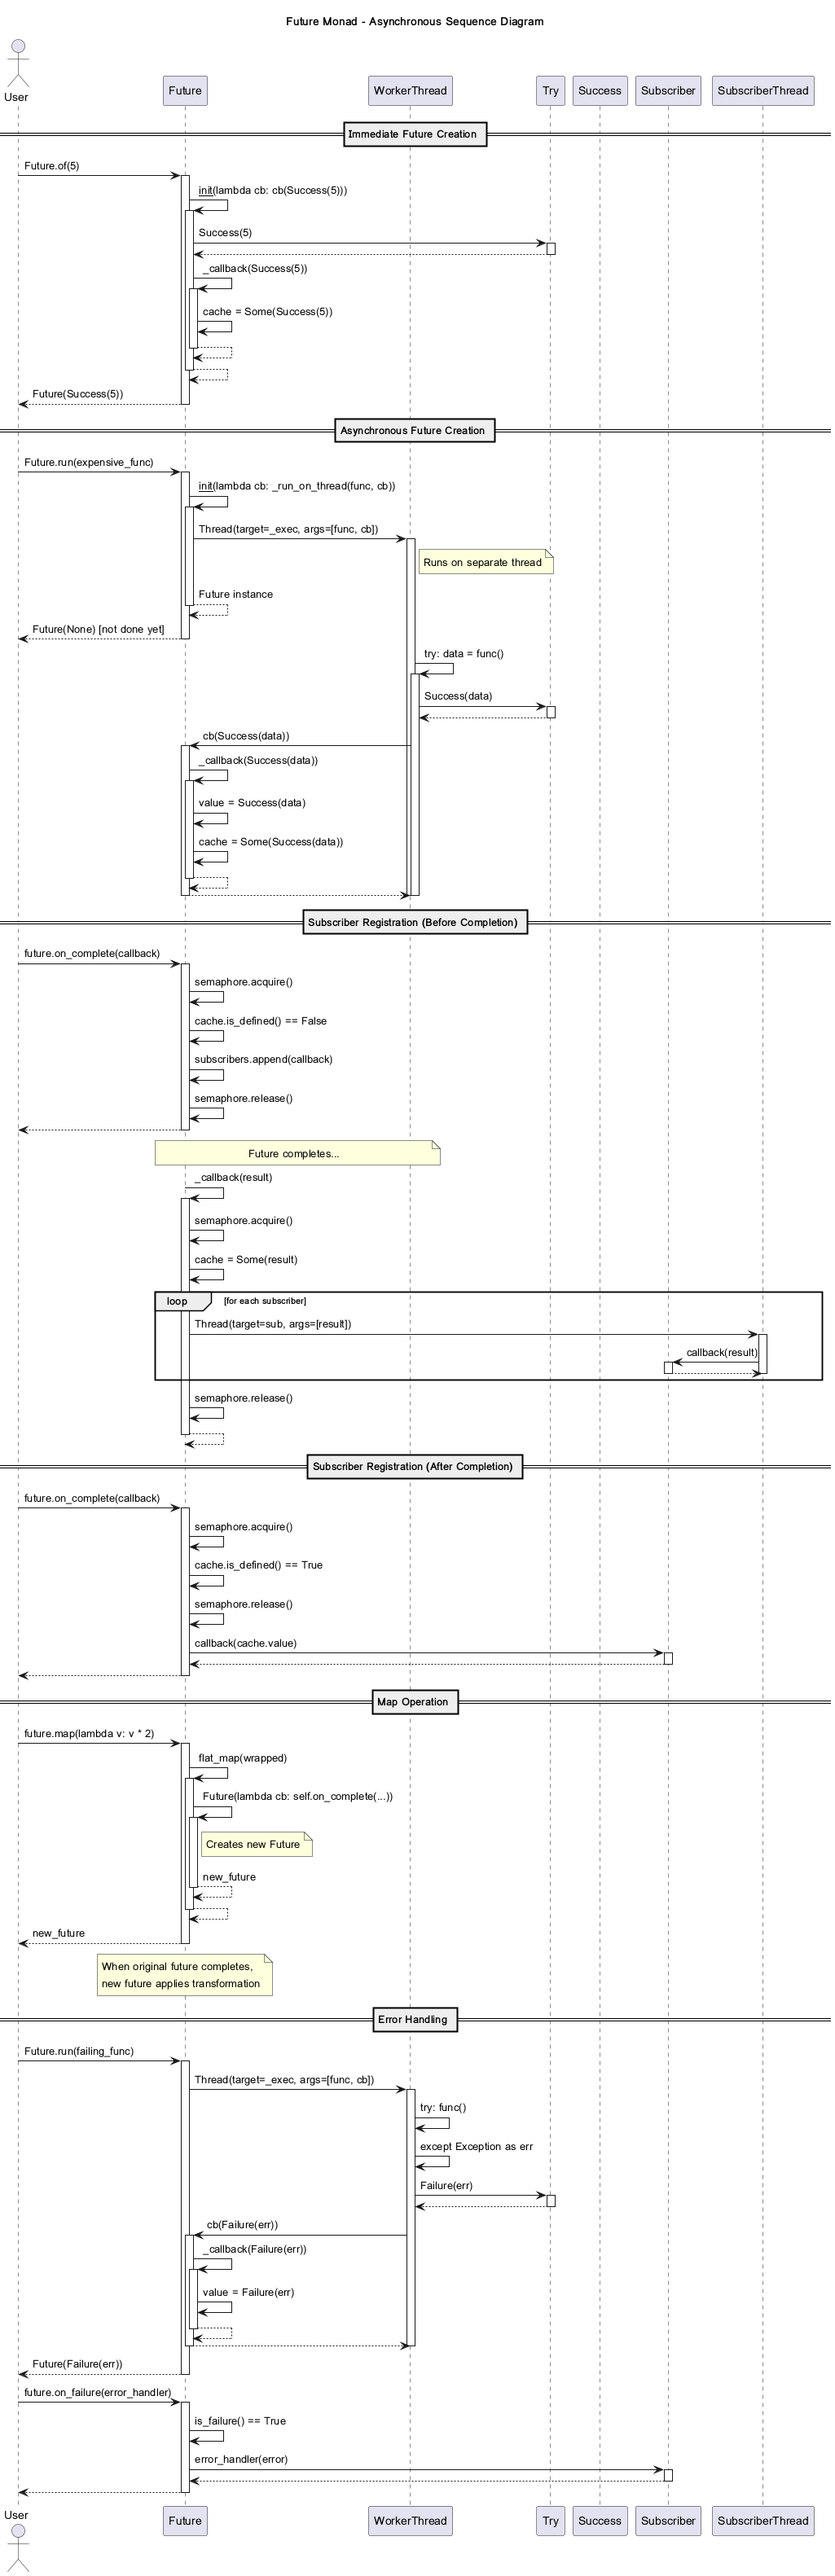 Future Monad - Asynchronous Sequence Diagram
User
Future
WorkerThread
Try
Success
Subscriber
SubscriberThread
Immediate Future Creation
Future.of(5)
init(lambda cb: cb(Success(5)))
Success(5)
_callback(Success(5))
cache = Some(Success(5))
Future(Success(5))
Asynchronous Future Creation
Future.run(expensive_func)
init(lambda cb: _run_on_thread(func, cb))
Thread(target=_exec, args=[func, cb])
Runs on separate thread
Future instance
Future(None) [not done yet]
try: data = func()
Success(data)
cb(Success(data))
_callback(Success(data))
value = Success(data)
cache = Some(Success(data))
Subscriber Registration (Before Completion)
future.on_complete(callback)
semaphore.acquire()
cache.is_defined() == False
subscribers.append(callback)
semaphore.release()
Future completes...
_callback(result)
semaphore.acquire()
cache = Some(result)
loop
[for each subscriber]
Thread(target=sub, args=[result])
callback(result)
semaphore.release()
Subscriber Registration (After Completion)
future.on_complete(callback)
semaphore.acquire()
cache.is_defined() == True
semaphore.release()
callback(cache.value)
Map Operation
future.map(lambda v: v * 2)
flat_map(wrapped)
Future(lambda cb: self.on_complete(...))
Creates new Future
new_future
new_future
When original future completes,
new future applies transformation
Error Handling
Future.run(failing_func)
Thread(target=_exec, args=[func, cb])
try: func()
except Exception as err
Failure(err)
cb(Failure(err))
_callback(Failure(err))
value = Failure(err)
Future(Failure(err))
future.on_failure(error_handler)
is_failure() == True
error_handler(error)
User
Future
WorkerThread
Try
Success
Subscriber
SubscriberThread